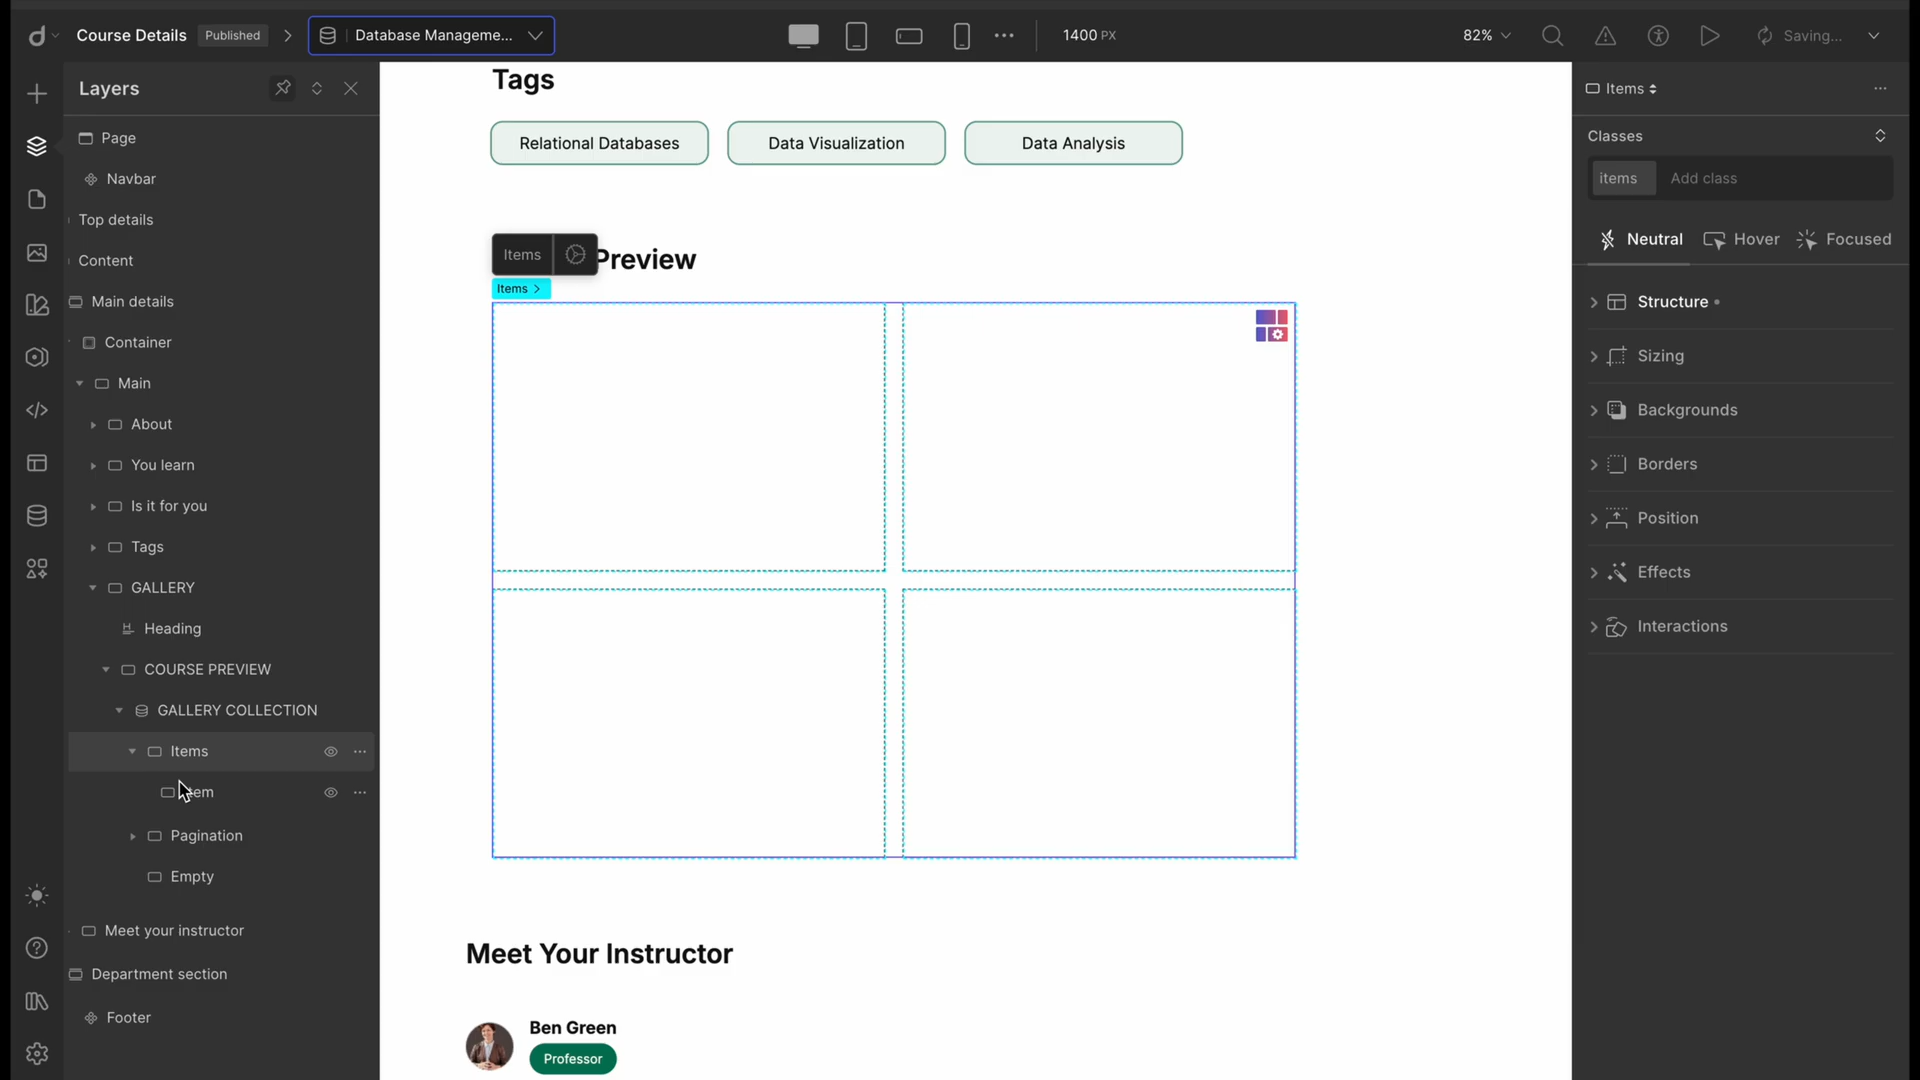 Course Details Published Database Manageme... 1400 PX 82% Saving...
Layers
Page
Navbar
Top details
Content
Main details
Container
Main
About
You learn
Is it for you
Tags
GALLERY
Heading
COURSE PREVIEW
GALLERY COLLECTION
Items
Pagination
Empty
Meet your instructor
Department section
Footer
Tags
Relational Databases Data Visualization Data Analysis
Items Preview
Items
Meet Your Instructor
Ben Green
Professor
Items
Classes
items Add class
Neutral Hover Focused
Structure
Sizing
Backgrounds
Borders
Position
Effects
Interactions